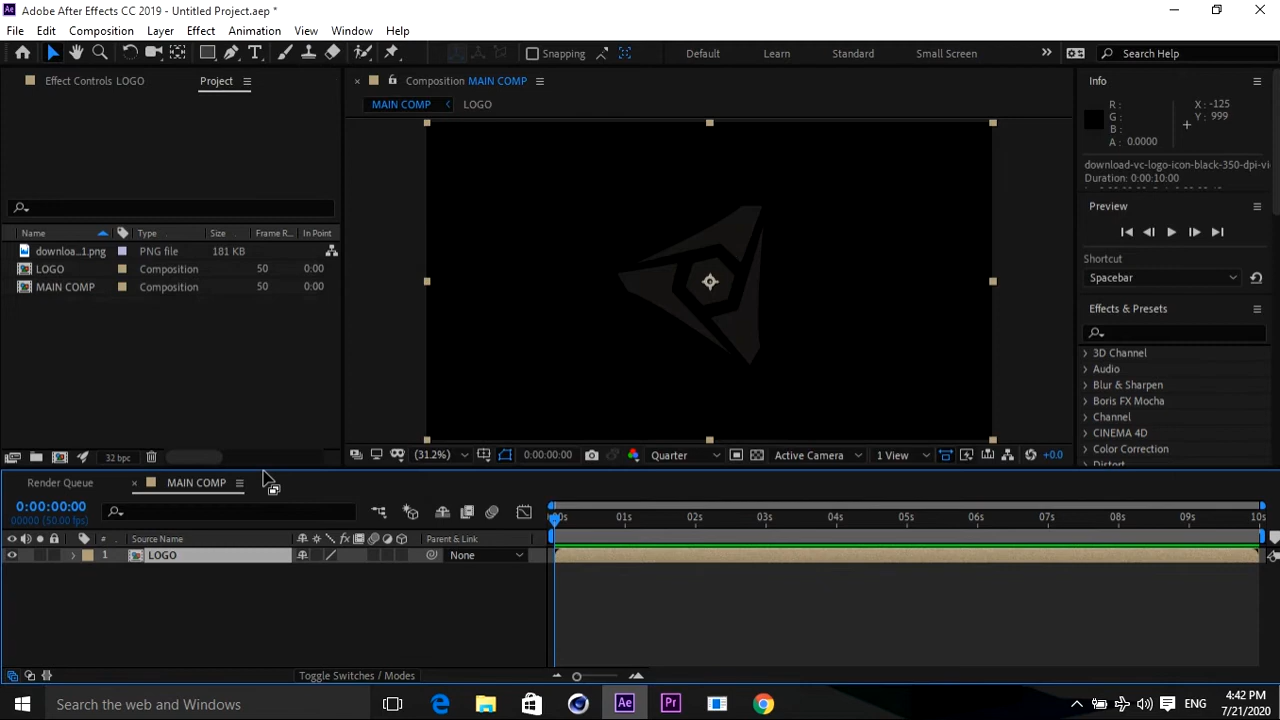 Adobe After Effects CC 2019 - Untitled Project.aep *
File Edit Composition Layer Effect Animation View Window Help
Snapping Default Learn Standard Small Screen Search Help
Effect Controls LOGO Project
Composition MAIN COMP
MAIN COMP LOGO
Info
R :
G :
B :
A : 0.0000
X : -125
Y : 999
download-vc-logo-icon-black-350-dpi-vi
Duration: 0:00:10:00
Preview
Shortcut
Spacebar
Effects & Presets
3D Channel
Audio
Blur & Sharpen
Boris FX Mocha
Channel
CINEMA 4D
Color Correction
Distort
Name Type Size Frame R... In Point
downloa...1.png PNG file 181 KB
LOGO Composition 50 0:00
MAIN COMP Composition 50 0:00
32 bpc
(31.2%) 0:00:00:00 Quarter Active Camera 1 View +0.0
Render Queue MAIN COMP
0:00:00:00
00000 (50.00 fps)
00s 01s 02s 03s 04s 05s 06s 07s 08s 09s 10s
# Source Name Parent & Link
1 LOGO None
Toggle Switches / Modes
Search the web and Windows
Ae Pr
ENG
4:42 PM
7/21/2020